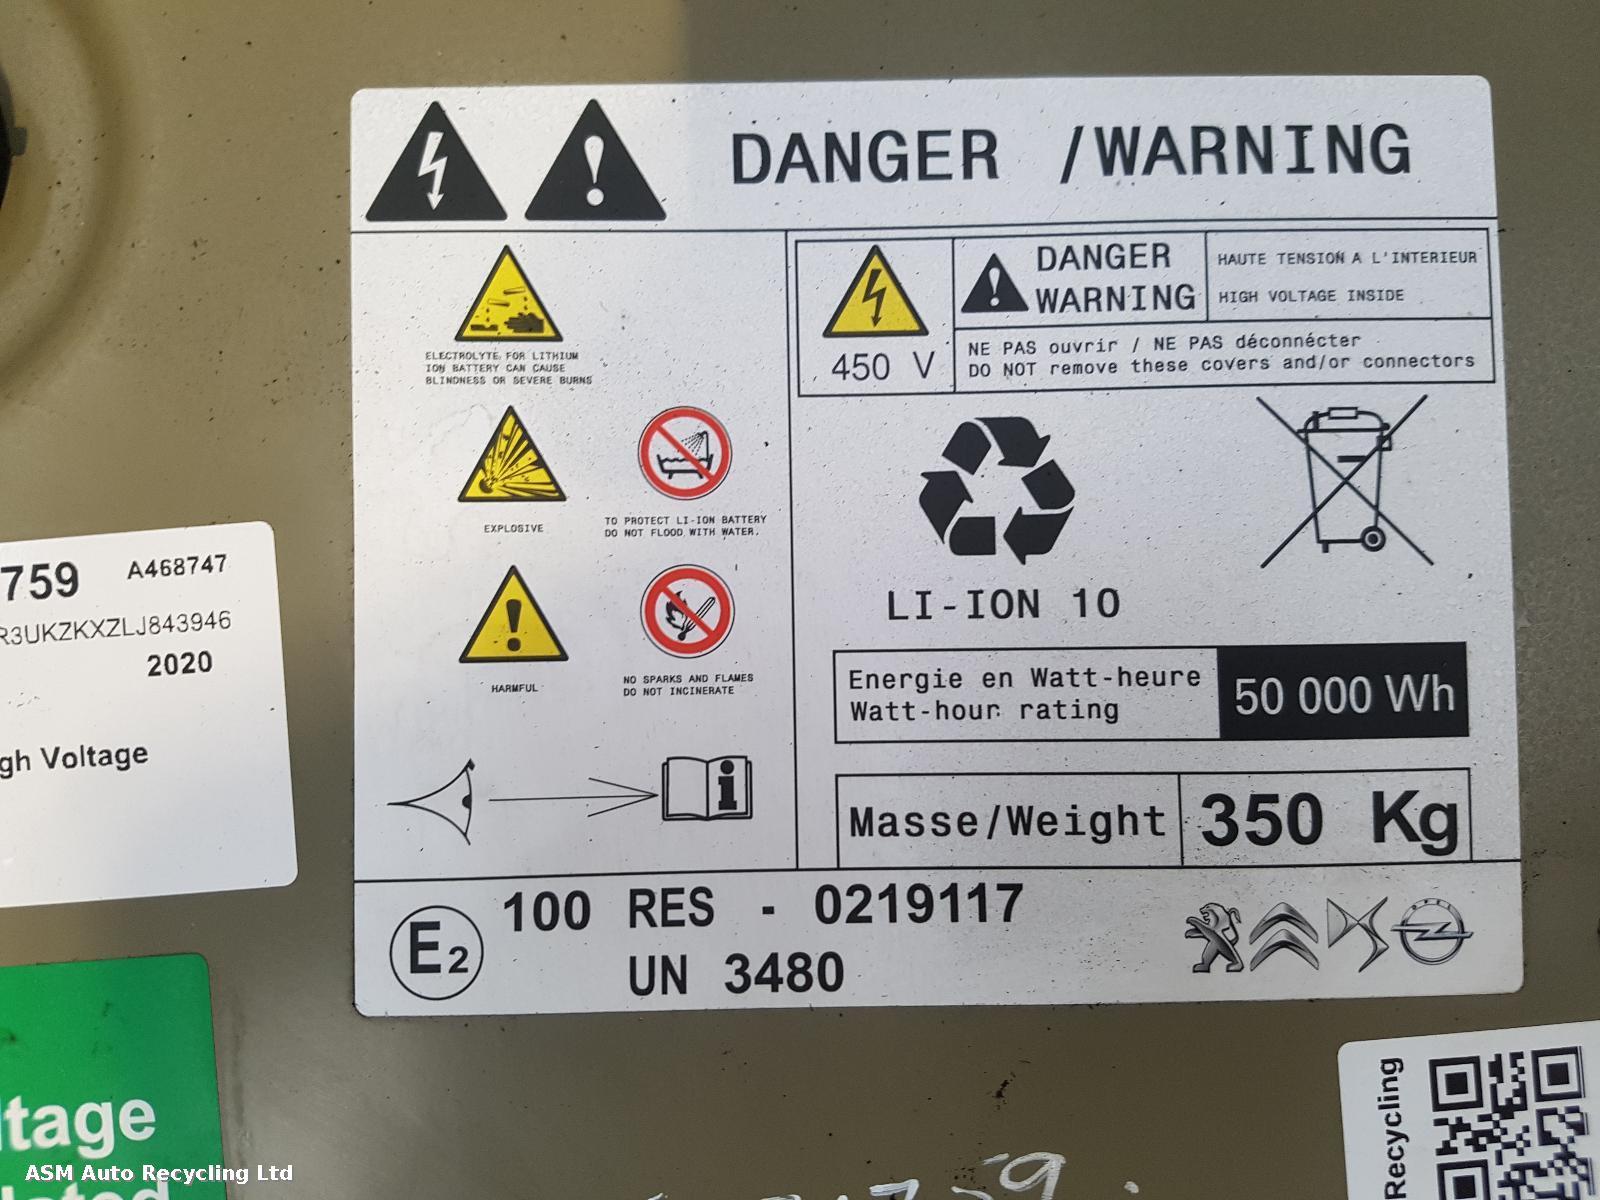 DANGER /WARNING
ELECTROLYTE FOR LITHIUM
ION BATTERY CAN CAUSE
BLINDNESS OR SEVERE BURNS
EXPLOSIVE
TO PROTECT LI-ION BATTERY
DO NOT FLOOD WITH WATER.
HARMFUL
NO SPARKS AND FLAMES
DO NOT INCINERATE
450 V
DANGER
WARNING
HAUTE TENSION A L'INTERIEUR
HIGH VOLTAGE INSIDE
NE PAS ouvrir / NE PAS déconnécter
DO NOT remove these covers and/or connectors
LI-ION 10
Energie en Watt-heure
Watt-hour rating
50 000 Wh
Masse/Weight
350 Kg
E2
100 RES - 0219117
UN 3480
OPEL
759
A468747
R3UKZKXZLJ843946
2020
gh Voltage
ltage
lated
Recycling
759
ASM Auto Recycling Ltd